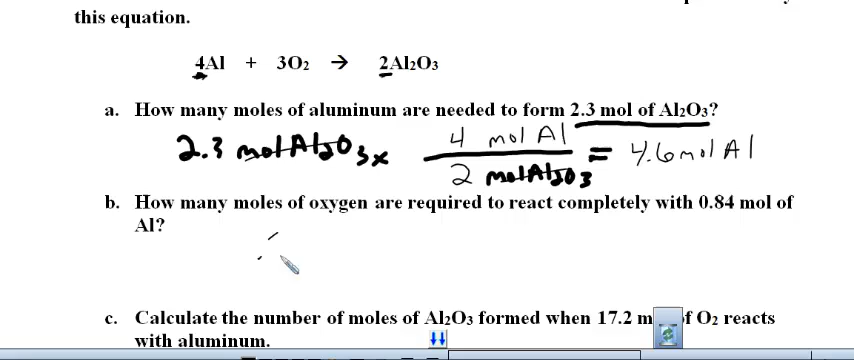 this equation.
4Al + 3O₂ → 2Al₂O₃
a. How many moles of aluminum are needed to form 2.3 mol of Al₂O₃?
2.3 mol Al₂O₃ x 4 mol Al / 2 mol Al₂O₃ = 4.6 mol Al
b. How many moles of oxygen are required to react completely with 0.84 mol of
Al?
c. Calculate the number of moles of Al₂O₃ formed when 17.2 m f O₂ reacts
with aluminum.